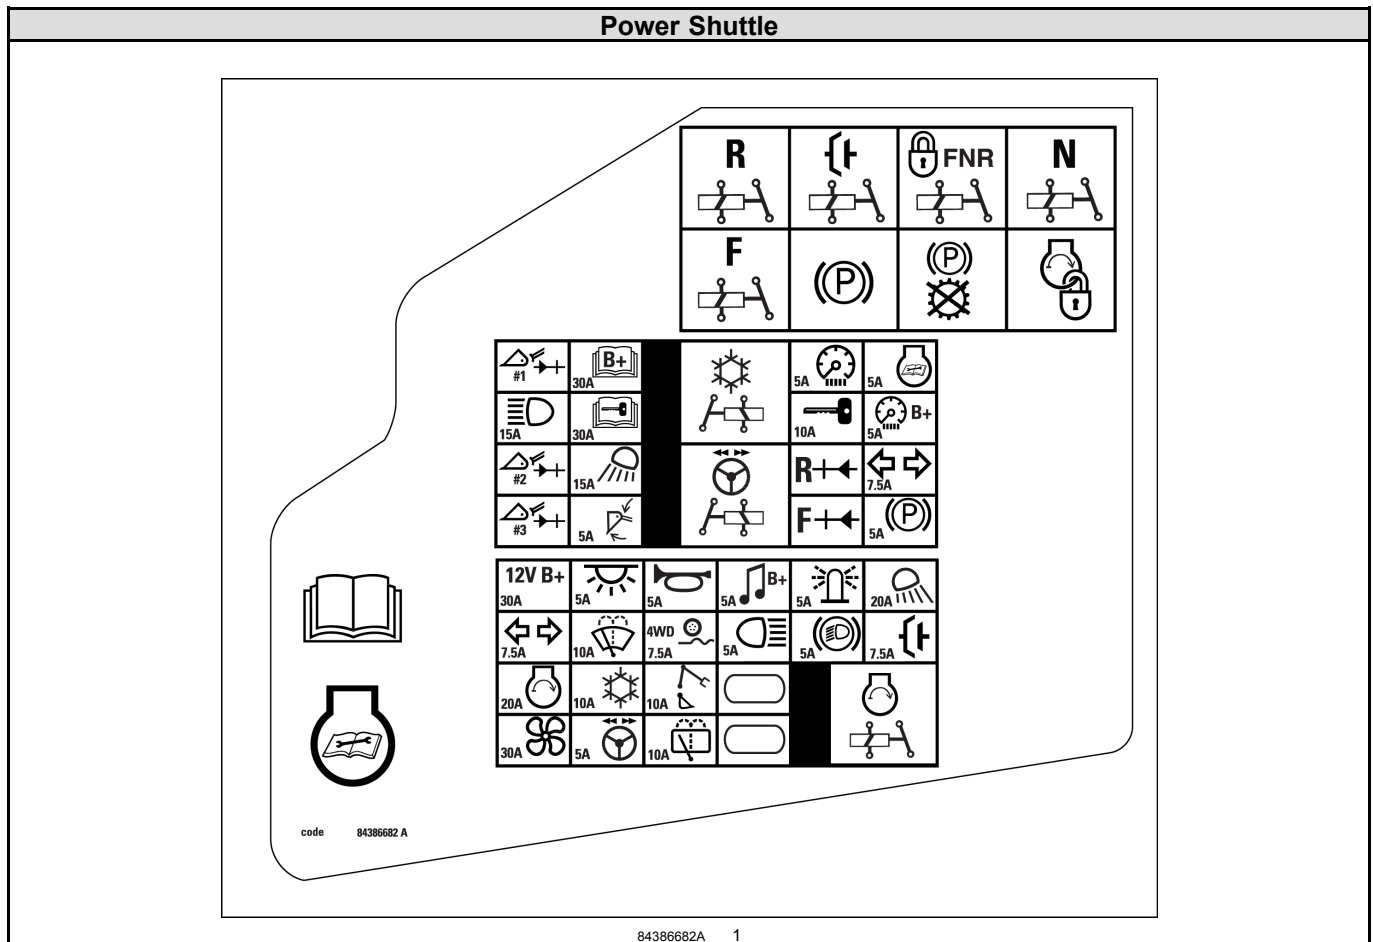 Power Shuttle
R FNR N
F P P
B+
#1 30A 5A 5A
B+
15A 30A 10A 5A
#2 15A R 7.5A
#3 5A F 5A P
12V B+ B+
30A 5A 5A 5A 5A 20A
4WD
7.5A 10A 7.5A 5A 5A 7.5A
20A 10A 10A
30A 5A 10A
code 84386682 A
84386682A 1